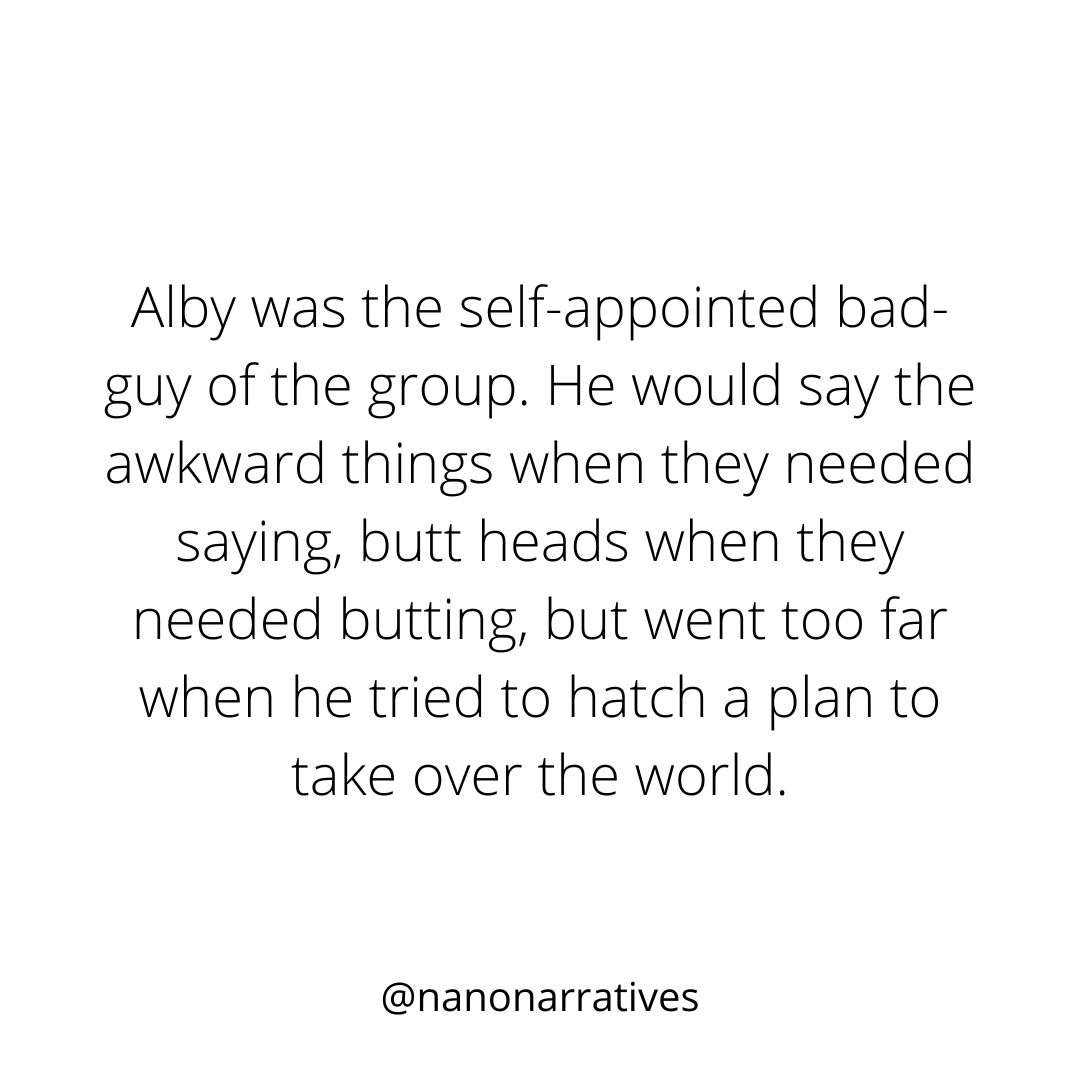 Alby was the self-appointed bad-
guy of the group. He would say the
awkward things when they needed
saying, butt heads when they
needed butting, but went too far
when he tried to hatch a plan to
take over the world.
@nanonarratives